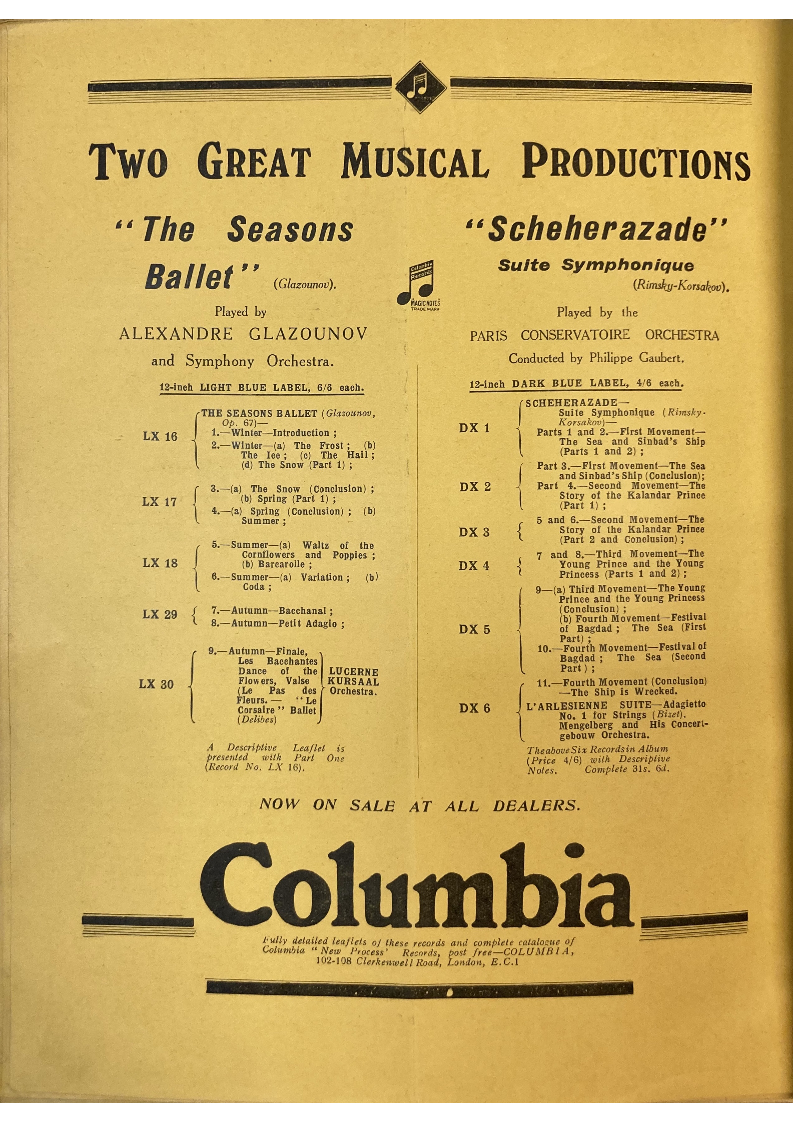 TWO GREAT MUSICAL PRODUCTIONS
"The Seasons
Ballet" (Glazounov).
Played by
ALEXANDRE GLAZOUNOV
and Symphony Orchestra.
12-inch LIGHT BLUE LABEL, 6/6 each.
LX 16
THE SEASONS BALLET (Glazounov,
Op. 67)—
1.—Winter—Introduction ;
2.—Winter—(a) The Frost ; (b)
The Ice ; (c) The Hail ;
(d) The Snow (Part 1) ;
LX 17
3.—(a) The Snow (Conclusion) ;
(b) Spring (Part 1) ;
4.—(a) Spring (Conclusion) ; (b)
Summer ;
LX 18
5.—Summer—(a) Waltz of the
Cornflowers and Poppies ;
(b) Barcarolle ;
6.—Summer—(a) Variation ; (b)
Coda ;
LX 29
7.—Autumn—Bacchanal ;
8.—Autumn—Petit Adagio ;
LX 30
9.—Autumn—Finale,
Les Bacchantes
Dance of the
Flowers, Valse
(Le Pas des
Fleurs. — "Le
Corsaire" Ballet
(Delibes)
LUCERNE
KURSAAL
Orchestra.
A Descriptive Leaflet is
presented with Part One
(Record No. LX 16).
Columbia
Records
MAGIC NOTES
TRADE MARK
"Scheherazade"
Suite Symphonique
(Rimsky-Korsakov).
Played by the
PARIS CONSERVATOIRE ORCHESTRA
Conducted by Philippe Gaubert.
12-inch DARK BLUE LABEL, 4/6 each.
DX 1
SCHEHERAZADE—
Suite Symphonique (Rimsky-
Korsakov)—
Parts 1 and 2.—First Movement—
The Sea and Sinbad's Ship
(Parts 1 and 2) ;
DX 2
Part 3.—First Movement—The Sea
and Sinbad's Ship (Conclusion);
Part 4.—Second Movement—The
Story of the Kalandar Prince
(Part 1) ;
DX 3
5 and 6.—Second Movement—The
Story of the Kalandar Prince
(Part 2 and Conclusion) ;
DX 4
7 and 8.—Third Movement—The
Young Prince and the Young
Princess (Parts 1 and 2) ;
DX 5
9—(a) Third Movement—The Young
Prince and the Young Princess
(Conclusion) ;
(b) Fourth Movement—Festival
of Bagdad ; The Sea (First
Part) ;
10.—Fourth Movement—Festival of
Bagdad ; The Sea (Second
Part) ;
DX 6
11.—Fourth Movement (Conclusion)
—The Ship is Wrecked.
L'ARLESIENNE SUITE—Adagietto
No. 1 for Strings (Bizet).
Mengelberg and His Concert-
gebouw Orchestra.
The above Six Records in Album
(Price 4/6) with Descriptive
Notes. Complete 31s. 6d.
NOW ON SALE AT ALL DEALERS.
Columbia
Fully detailed leaflets of these records and complete catalogue of
Columbia "New Process' Records, post free—COLUMBIA,
102-108 Clerkenwell Road, London, E.C.1